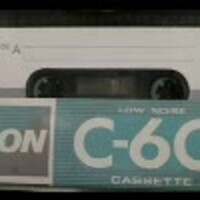 A
LOW NOISE
ON C-60
CASSETTE